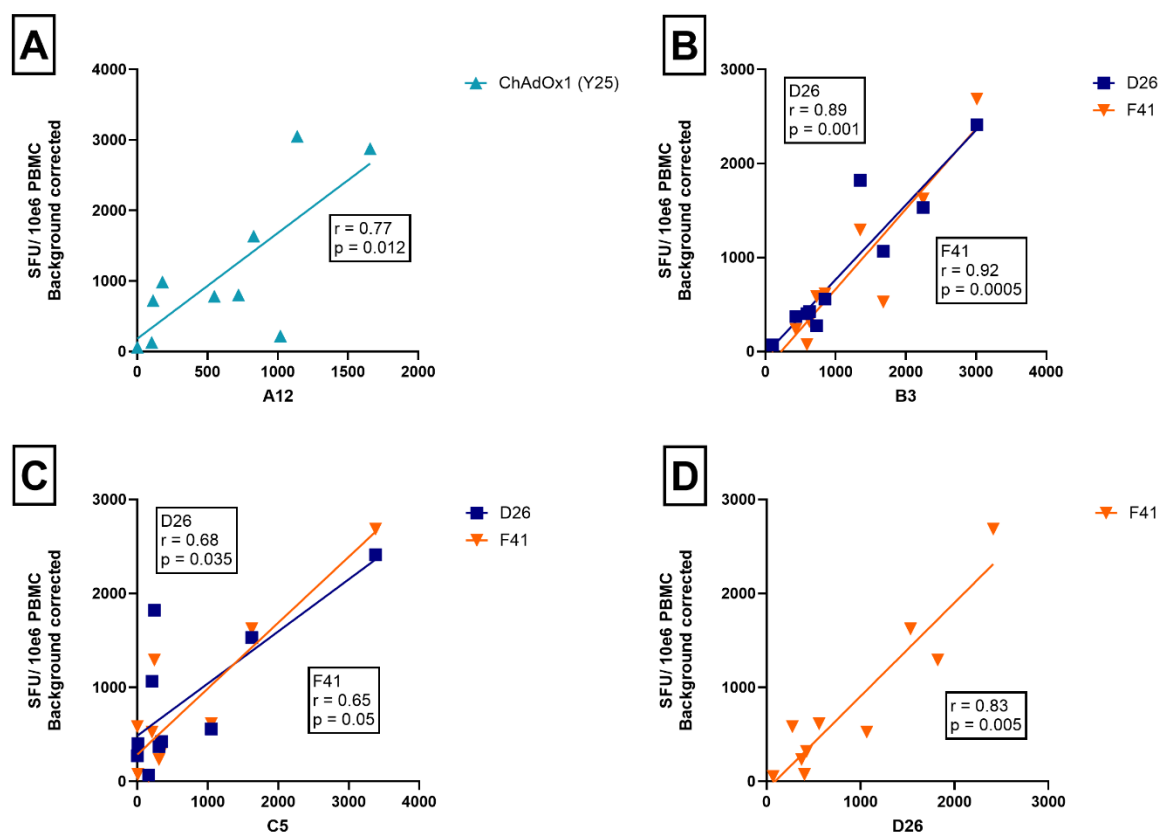 A
SFU/ 10e6 PBMC
Background corrected
4000
3000
2000
1000
0
0
500
1000
1500
2000
A12
r = 0.77
p = 0.012
ChAdOx1 (Y25)
B
SFU/ 10e6 PBMC
Background corrected
3000
2000
1000
0
0
1000
2000
3000
4000
B3
D26
r = 0.89
p = 0.001
F41
r = 0.92
p = 0.0005
D26
F41
C
SFU/ 10e6 PBMC
Background corrected
3000
2000
1000
0
0
1000
2000
3000
4000
C5
D26
r = 0.68
p = 0.035
F41
r = 0.65
p = 0.05
D26
F41
D
SFU/ 10e6 PBMC
Background corrected
3000
2000
1000
0
0
1000
2000
3000
D26
r = 0.83
p = 0.005
F41